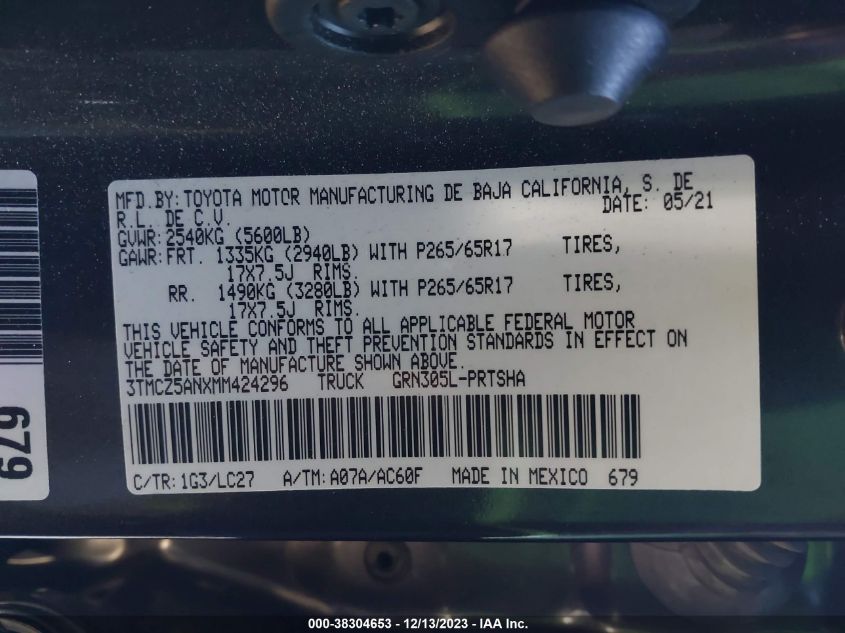 MFD.BY:TOYOTA MOTOR MANUFACTURING DE BAJA CALIFORNIA, S. DE
R.L. DE C.V. DATE: 05/21
GVWR:2540KG (5600LB)
GAWR:FRT. 1335KG (2940LB) WITH P265/65R17 TIRES,
17X7.5J RIMS.
RR. 1490KG (3280LB) WITH P265/65R17 TIRES,
17X7.5J RIMS.
THIS VEHICLE CONFORMS TO ALL APPLICABLE FEDERAL MOTOR
VEHICLE SAFETY AND THEFT PREVENTION STANDARDS IN EFFECT ON
THE DATE OF MANUFACTURE SHOWN ABOVE.
3TMCZ5ANXMM424296 TRUCK GRN305L-PRTSHA
C/TR:1G3/LC27 A/TM:A07A/AC60F MADE IN MEXICO 679
679
000-38304653 - 12/13/2023 - IAA Inc.